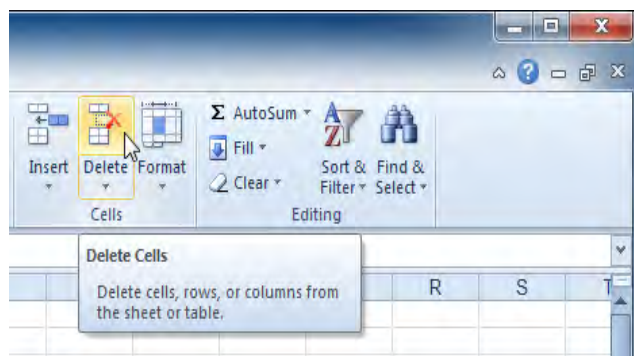 Σ AutoSum
Fill
Clear
Insert Delete Format
Sort & Filter
Find & Select
Cells
Editing
Delete Cells
Delete cells, rows, or columns from
the sheet or table.
R S T